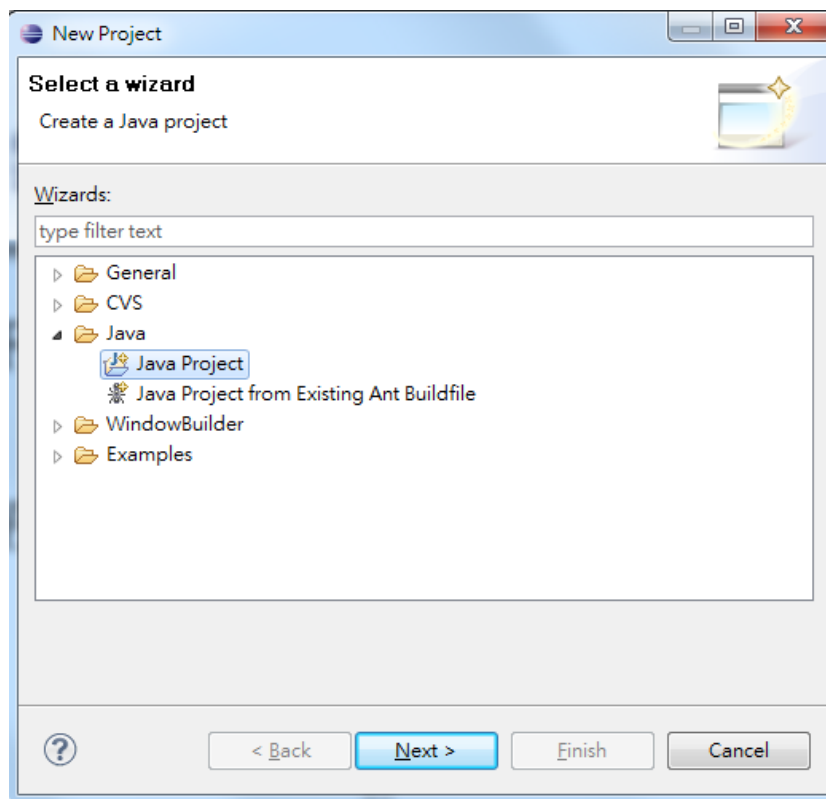 New Project
Select a wizard
Create a Java project
Wizards:
type filter text
General
CVS
Java
Java Project
Java Project from Existing Ant Buildfile
WindowBuilder
Examples
? < Back Next > Finish Cancel